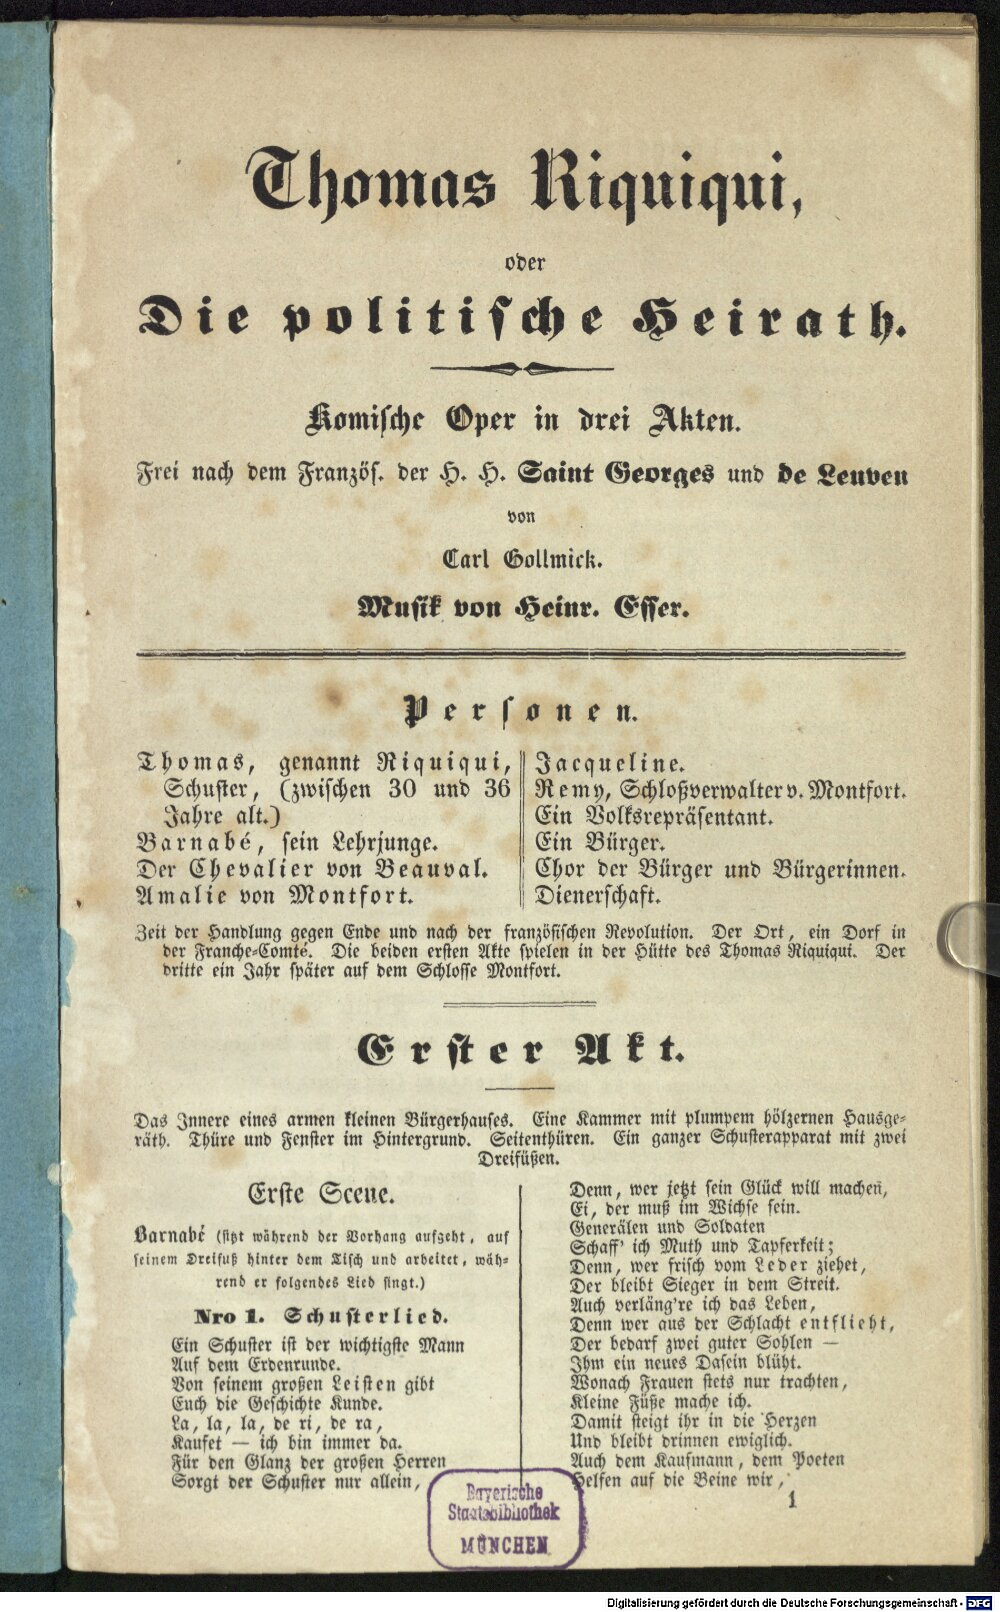 Thomas Riquiqui,
oder
Die politische Heirath.
Komische Oper in drei Akten.
Frei nach dem Französ. der H. H. Saint Georges und de Leuven
von
Carl Gollmick.
Musik von Heinr. Esser.
Personen.
Thomas, genannt Riquiqui,
Schuster, (zwischen 30 und 36
Jahre alt.)
Barnabé, sein Lehrjunge.
Der Chevalier von Beauval.
Amalie von Montfort.
Jacqueline.
Remy, Schloßverwalter v. Montfort.
Ein Volksrepräsentant.
Ein Bürger.
Chor der Bürger und Bürgerinnen.
Dienerschaft.
Zeit der Handlung gegen Ende und nach der französischen Revolution. Der Ort, ein Dorf in
der Franche-Comté. Die beiden ersten Akte spielen in der Hütte des Thomas Riquiqui. Der
dritte ein Jahr später auf dem Schlosse Montfort.
Erster Akt.
Das Innere eines armen kleinen Bürgerhauses. Eine Kammer mit plumpem hölzernen Hausge-
räth. Thüre und Fenster im Hintergrund. Seitenthüren. Ein ganzer Schusterapparat mit zwei
Dreifüßen.
Erste Scene.
Barnabé (sitzt während der Vorhang aufgeht, auf
seinem Dreifuß hinter dem Tisch und arbeitet, wäh-
rend er folgendes Lied singt.)
Nro 1. Schusterlied.
Ein Schuster ist der wichtigste Mann
Auf dem Erdenrunde.
Von seinem großen Leisten gibt
Euch die Geschichte Kunde.
La, la, la, de ri, de ra,
Kaufet — ich bin immer da.
Für den Glanz der großen Herren
Sorgt der Schuster nur allein,
Denn, wer jetzt sein Glück will machen,
Ei, der muß im Wichse sein.
Generälen und Soldaten
Schaff' ich Muth und Tapferkeit;
Denn, wer frisch vom Leder ziehet,
Der bleibt Sieger in dem Streit.
Auch verläng're ich das Leben,
Denn wer aus der Schlacht entflieht,
Der bedarf zwei guter Sohlen —
Ihm ein neues Dasein blüht.
Wonach Frauen stets nur trachten,
Kleine Füße mache ich.
Damit steigt ihr in die Herzen
Und bleibt drinnen ewiglich.
Auch dem Kaufmann, dem Poeten
Helfen auf die Beine wir,
1
Bayerische
Staatsbibliothek
MÜNCHEN
Digitalisierung gefördert durch die Deutsche Forschungsgemeinschaft - DFG